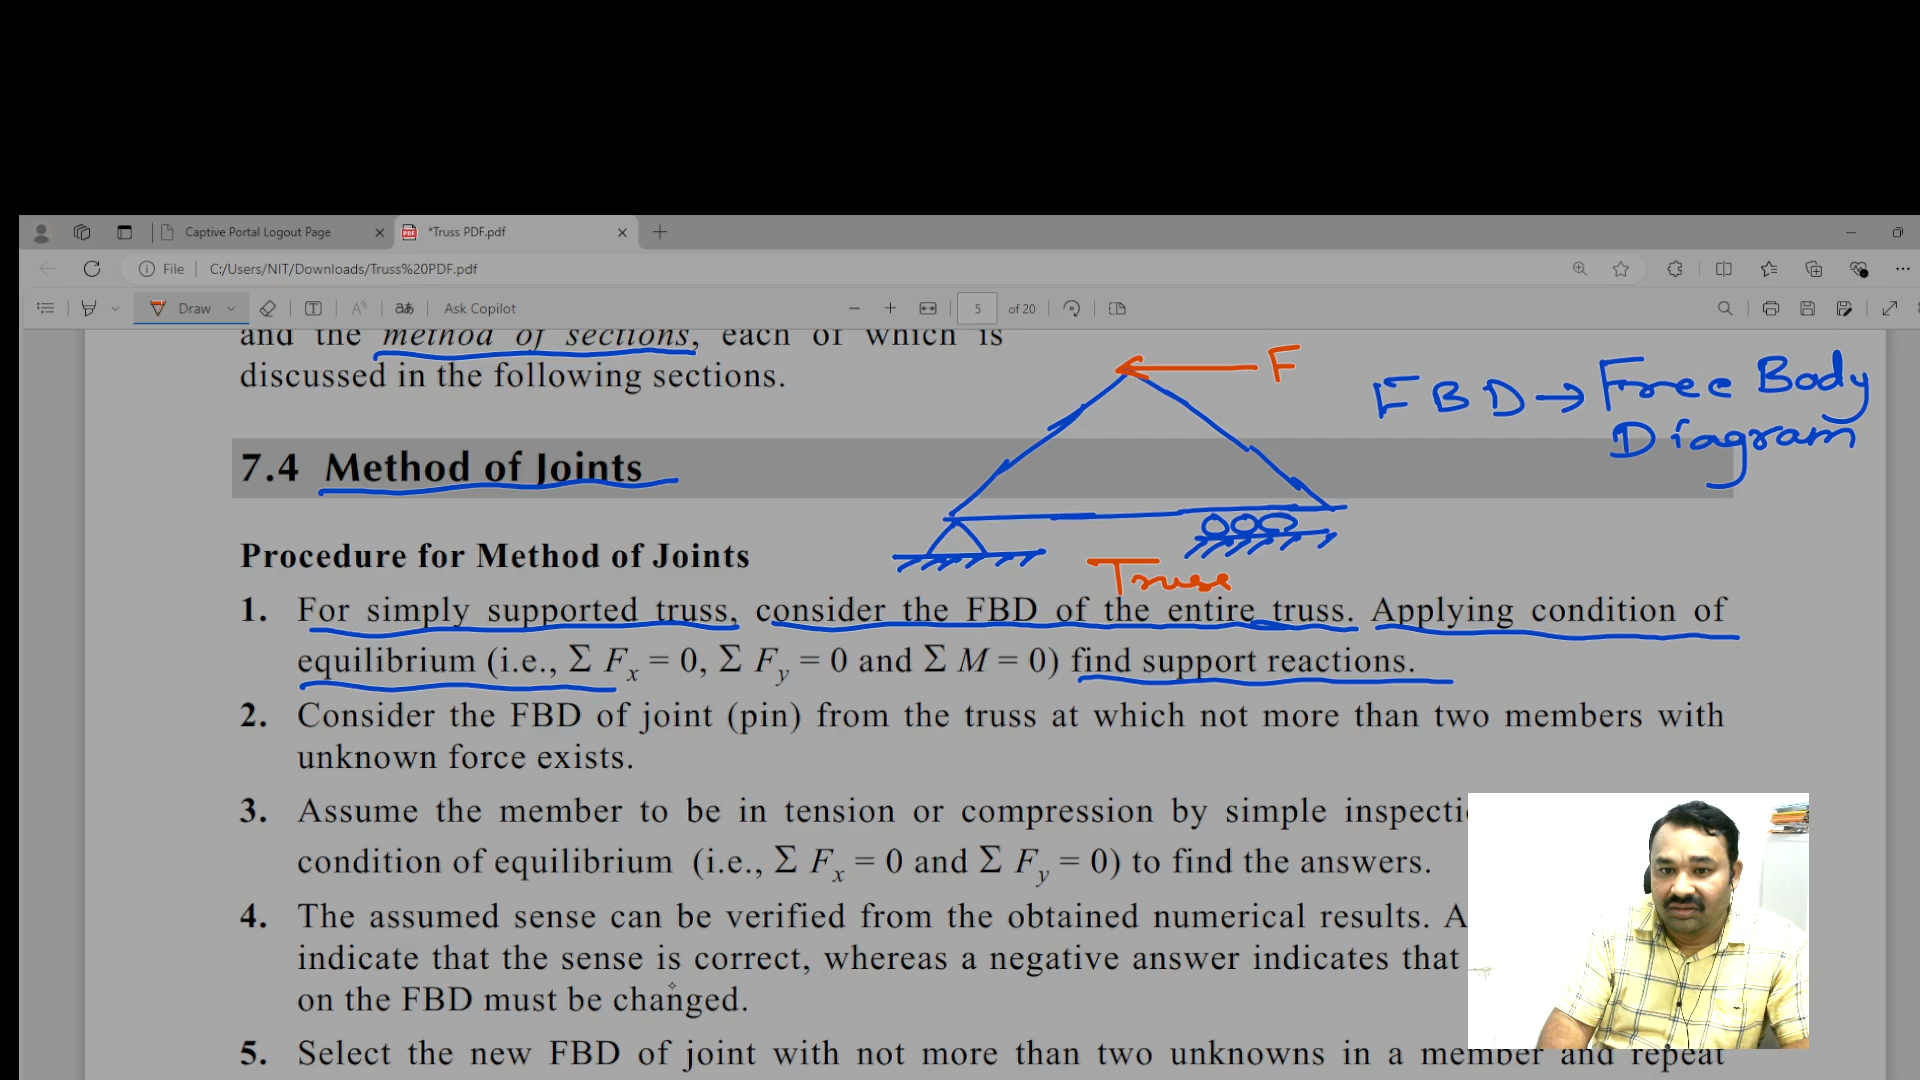 Captive Portal Logout Page
*Truss PDF.pdf
File C:/Users/NIT/Downloads/Truss%20PDF.pdf
Draw
Ask Copilot
5 of 20
and the method of sections, each of which is
discussed in the following sections.
F
FBD → Free Body
Diagram
7.4 Method of Joints
Truss
Procedure for Method of Joints
1. For simply supported truss, consider the FBD of the entire truss. Applying condition of
equilibrium (i.e., Σ Fx = 0, Σ Fy = 0 and Σ M = 0) find support reactions.
2. Consider the FBD of joint (pin) from the truss at which not more than two members with
unknown force exists.
3. Assume the member to be in tension or compression by simple inspecti
condition of equilibrium (i.e., Σ Fx = 0 and Σ Fy = 0) to find the answers.
4. The assumed sense can be verified from the obtained numerical results. A
indicate that the sense is correct, whereas a negative answer indicates that
on the FBD must be changed.
5. Select the new FBD of joint with not more than two unknowns in a member and repeat